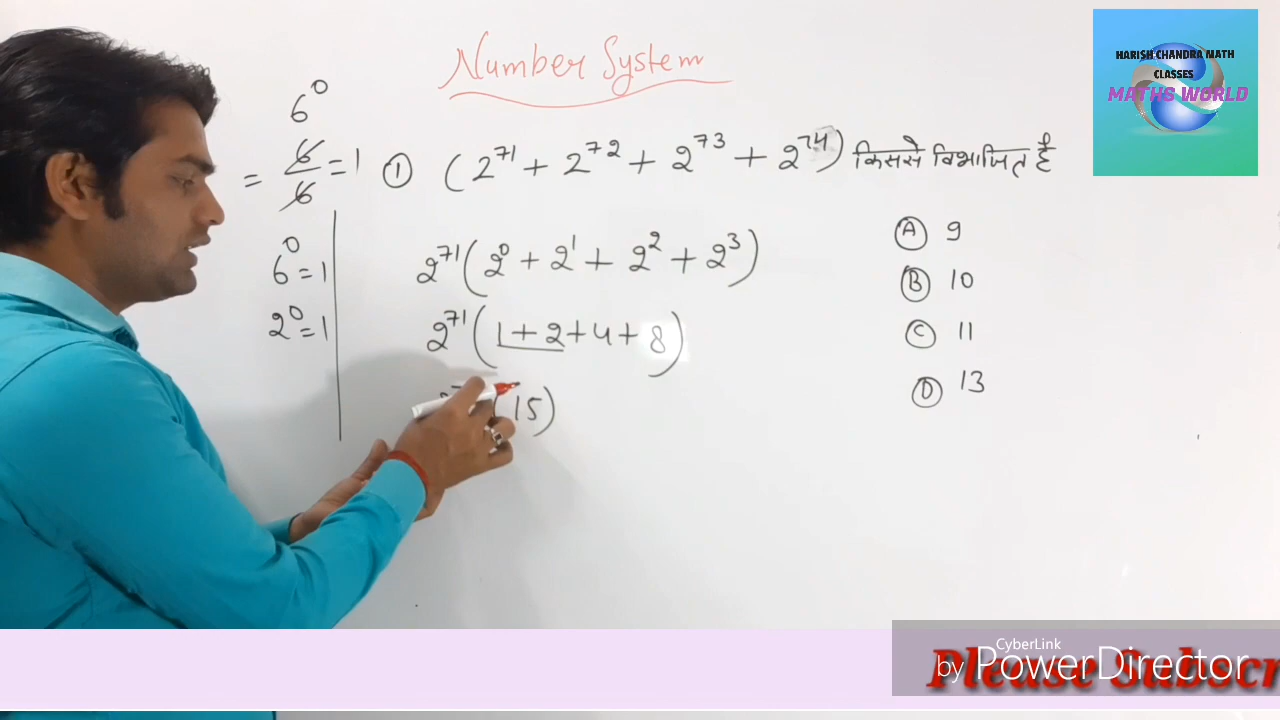 Number System
HARISH CHANDRA MATH
CLASSES
MATHS WORLD
6⁰
= 6/6 = 1
6⁰ = 1
2⁰ = 1
① (2⁷¹ + 2⁷² + 2⁷³ + 2⁷⁴) किससे विभाजित है
2⁷¹(2⁰ + 2¹ + 2² + 2³)
2⁷¹(1 + 2 + 4 + 8)
(15)
Ⓐ 9
Ⓑ 10
Ⓒ 11
Ⓓ 13
CyberLink
by PowerDirector
Please Subscr